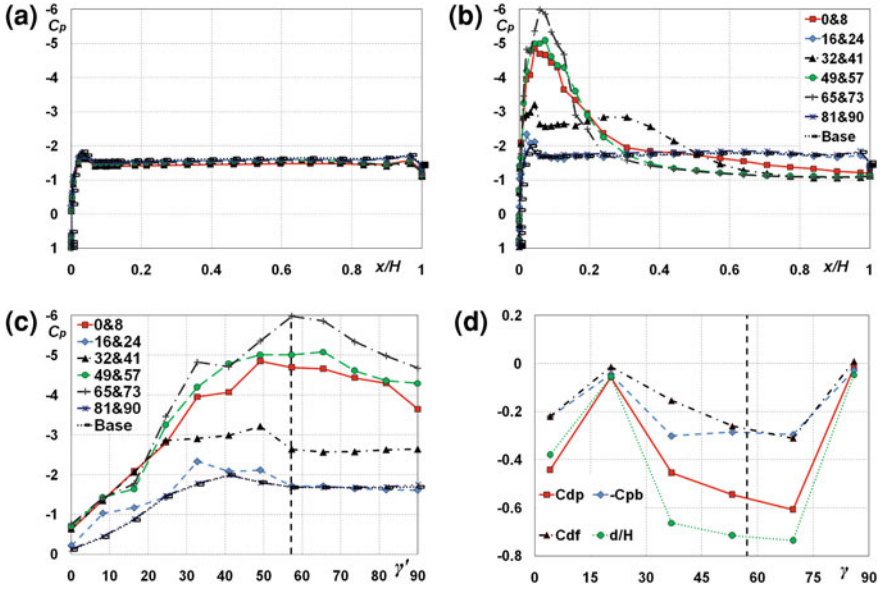 (a)
-6
Cp
-5
-4
-3
-2
-1
0
1
0 0.2 0.4 0.6 0.8 x/H 1
(b)
-6
Cp
-5
-4
-3
-2
-1
0
1
0 0.2 0.4 0.6 0.8 x/H 1
0&8
16&24
32&41
49&57
65&73
81&90
Base
(c)
-6
Cp
-5
-4
-3
-2
-1
0
0 10 20 30 40 50 60 70 γ' 80 90
0&8
16&24
32&41
49&57
65&73
81&90
Base
(d)
0.2
0
-0.2
-0.4
-0.6
-0.8
0 15 30 45 60 75 γ 90
Cdp -Cpb
Cdf d/H